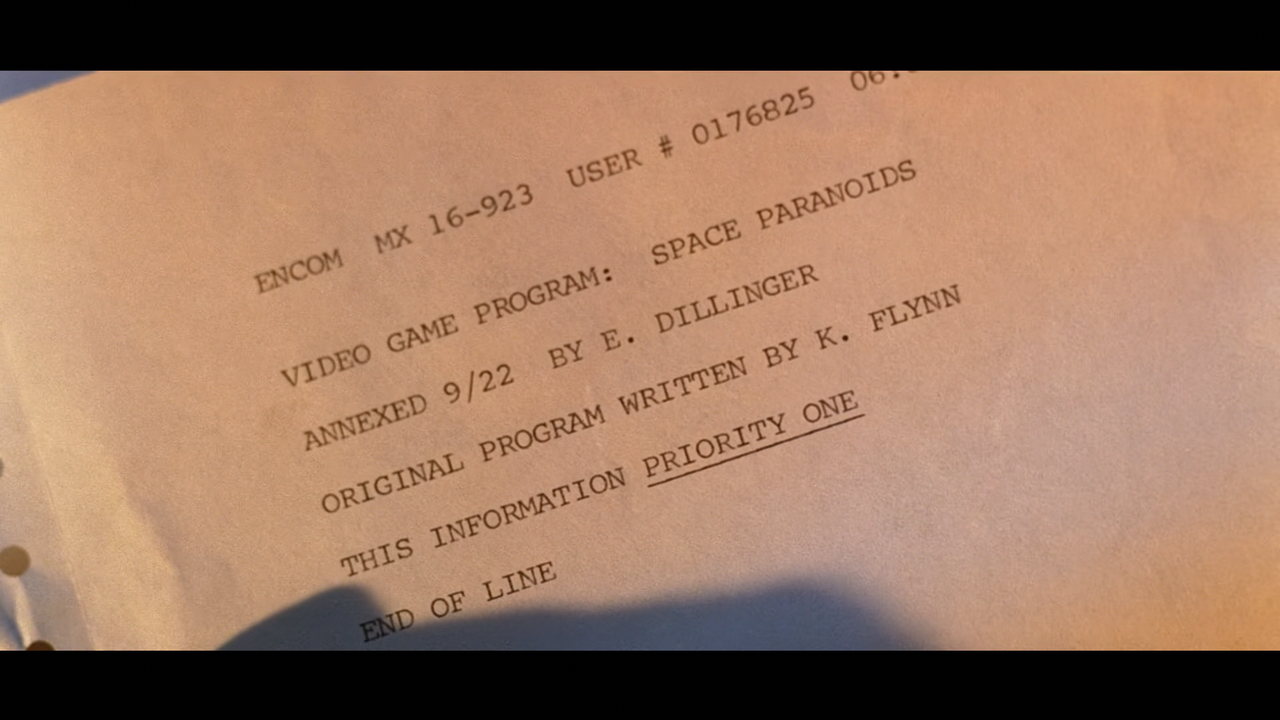 ENCOM MX 16-923 USER # 0176825
VIDEO GAME PROGRAM: SPACE PARANOIDS
ANNEXED 9/22 BY E. DILLINGER
ORIGINAL PROGRAM WRITTEN BY K. FLYNN
THIS INFORMATION PRIORITY ONE
END OF LINE